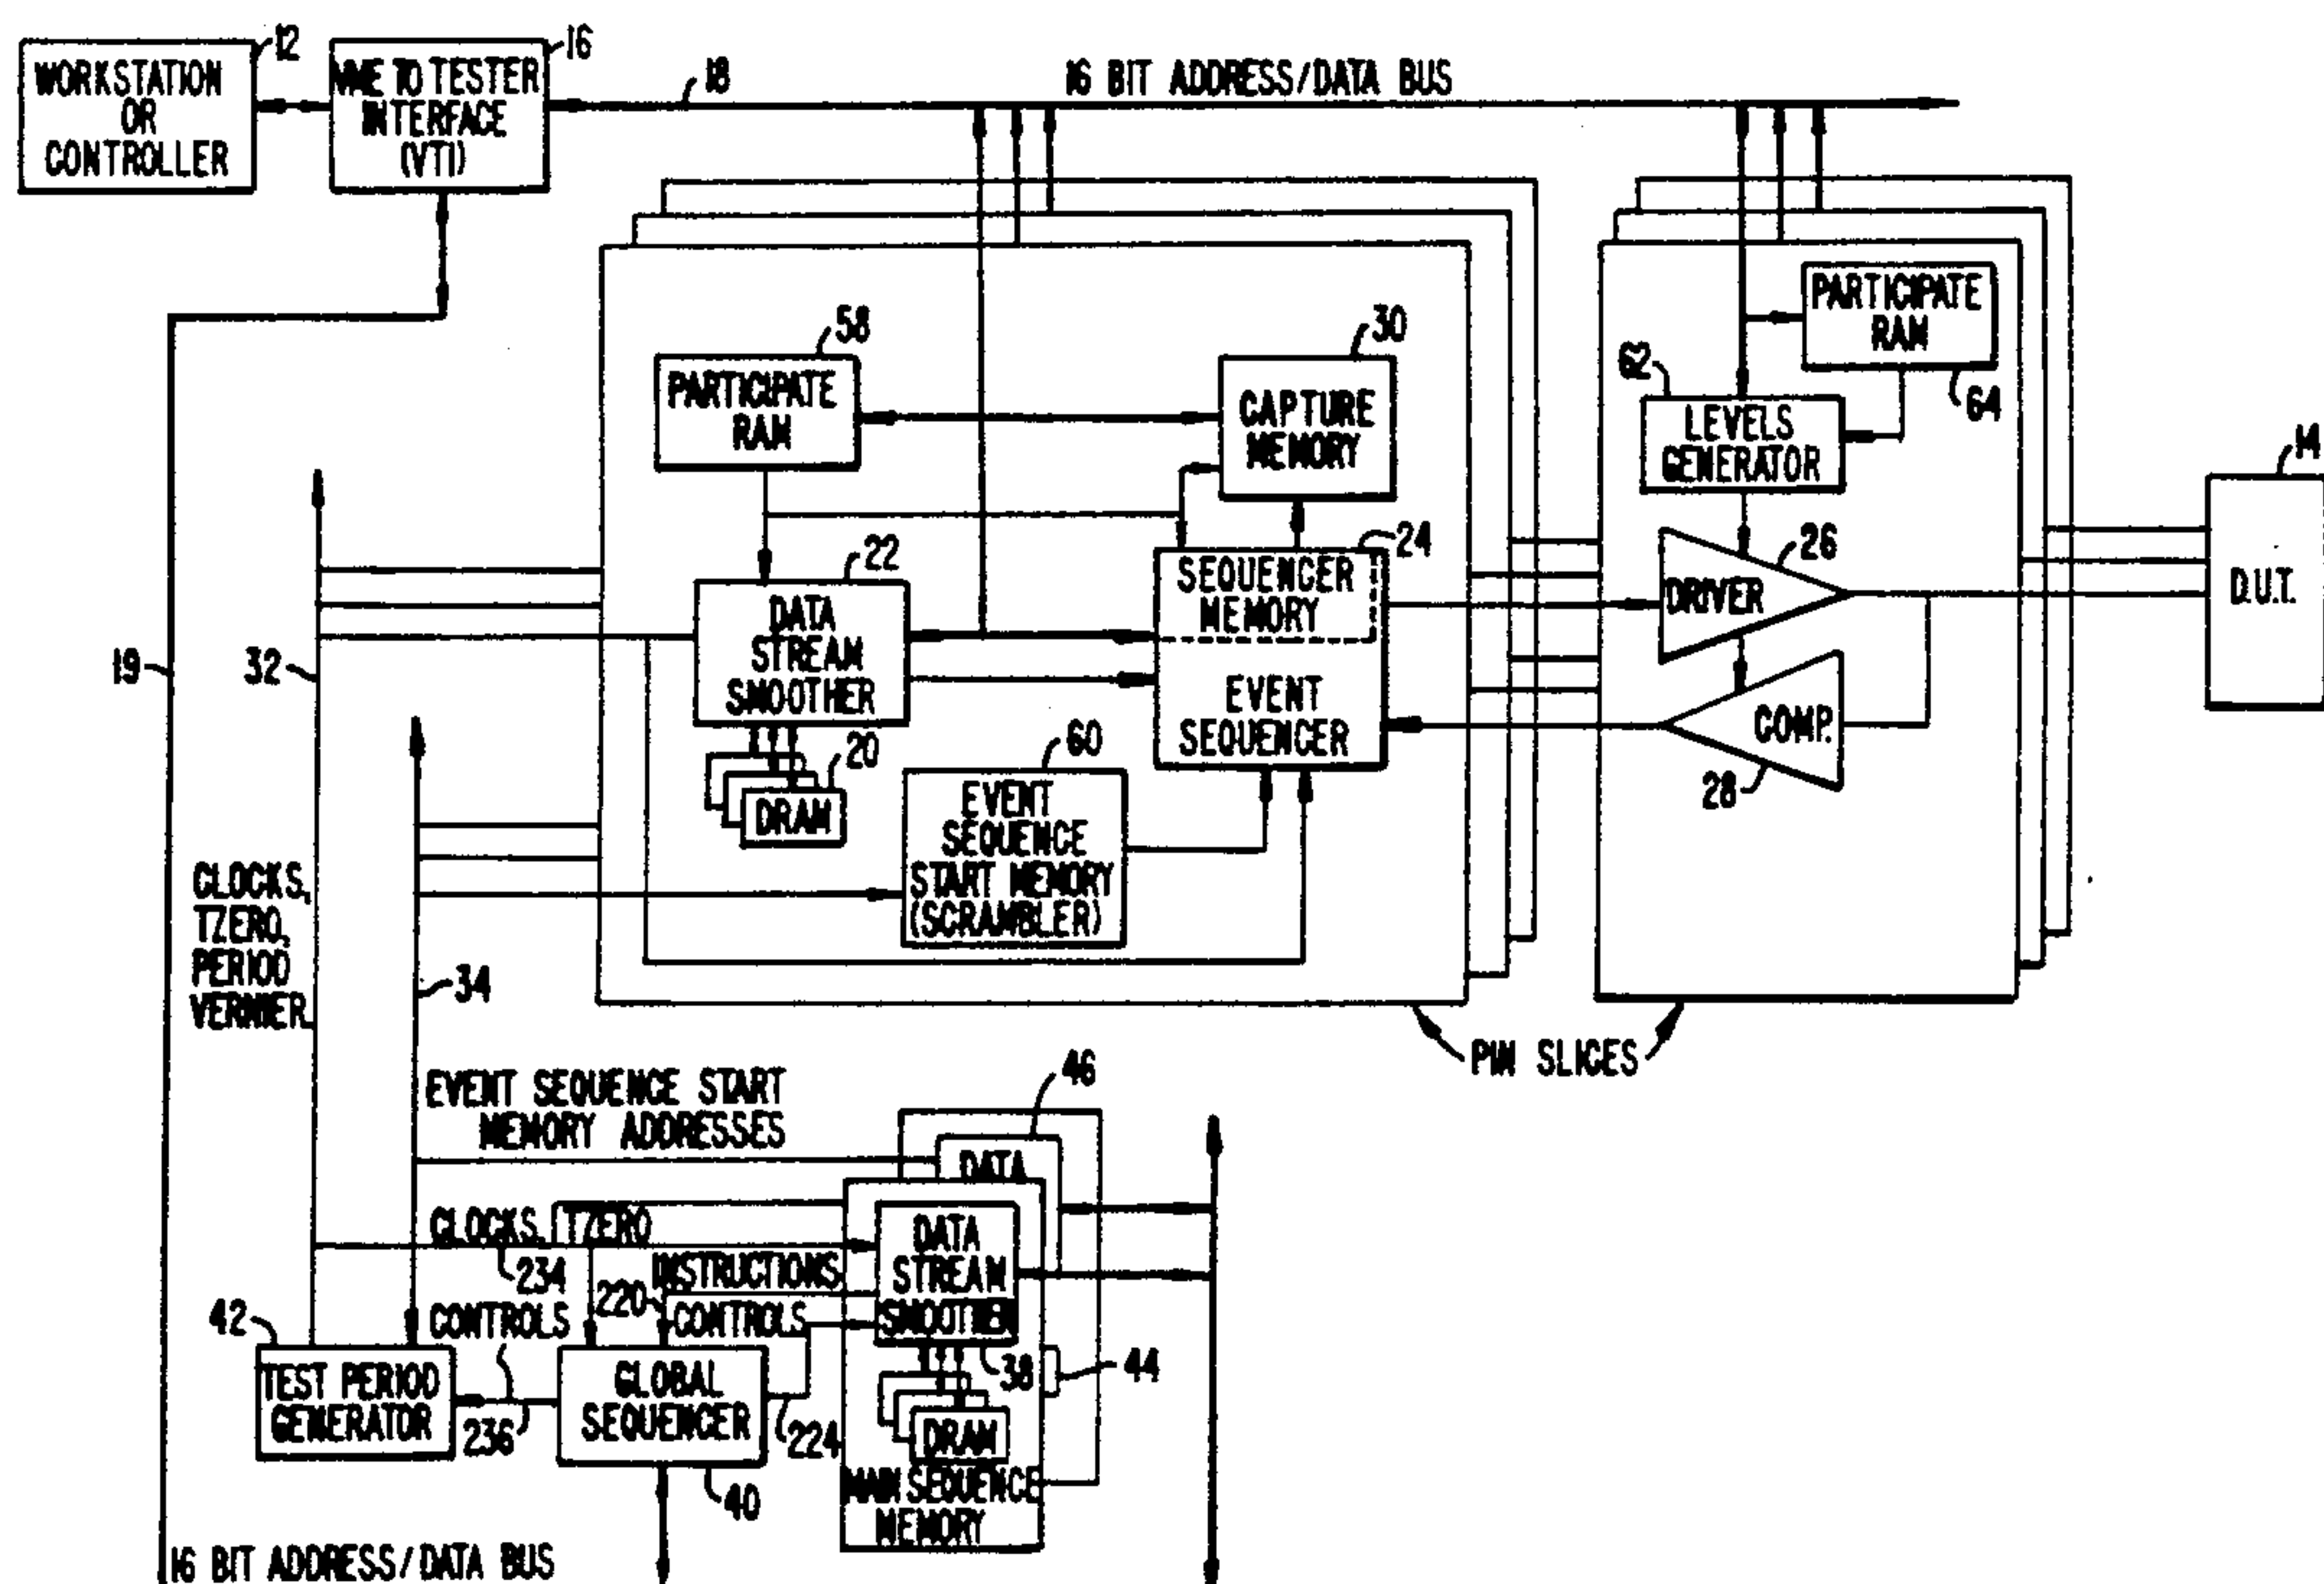 12
WORKSTATION
OR
CONTROLLER
16
VME TO TESTER
INTERFACE
(VTI)
18
16 BIT ADDRESS/DATA BUS
58
PARTICIPATE
RAM
30
CAPTURE
MEMORY
PARTICIPATE
RAM
64
62
LEVELS
GENERATOR
14
D.U.T.
22
DATA
STREAM
SMOOTHER
24
SEQUENCER
MEMORY
EVENT
SEQUENCER
26
DRIVER
COMP.
28
20
DRAM
60
EVENT
SEQUENCE
START MEMORY
(SCRAMBLER)
19
32
CLOCKS,
TZERO,
PERIOD
VERNIER
34
PIN SLICES
EVENT SEQUENCE START
MEMORY ADDRESSES
46
DATA
CLOCKS, TZERO
234
INSTRUCTIONS
220
CONTROLS
DATA
STREAM
SMOOTHER
38
44
42
CONTROLS
TEST PERIOD
GENERATOR
236
GLOBAL
SEQUENCER
224
40
DRAM
MAIN SEQUENCE
MEMORY
16 BIT ADDRESS/DATA BUS